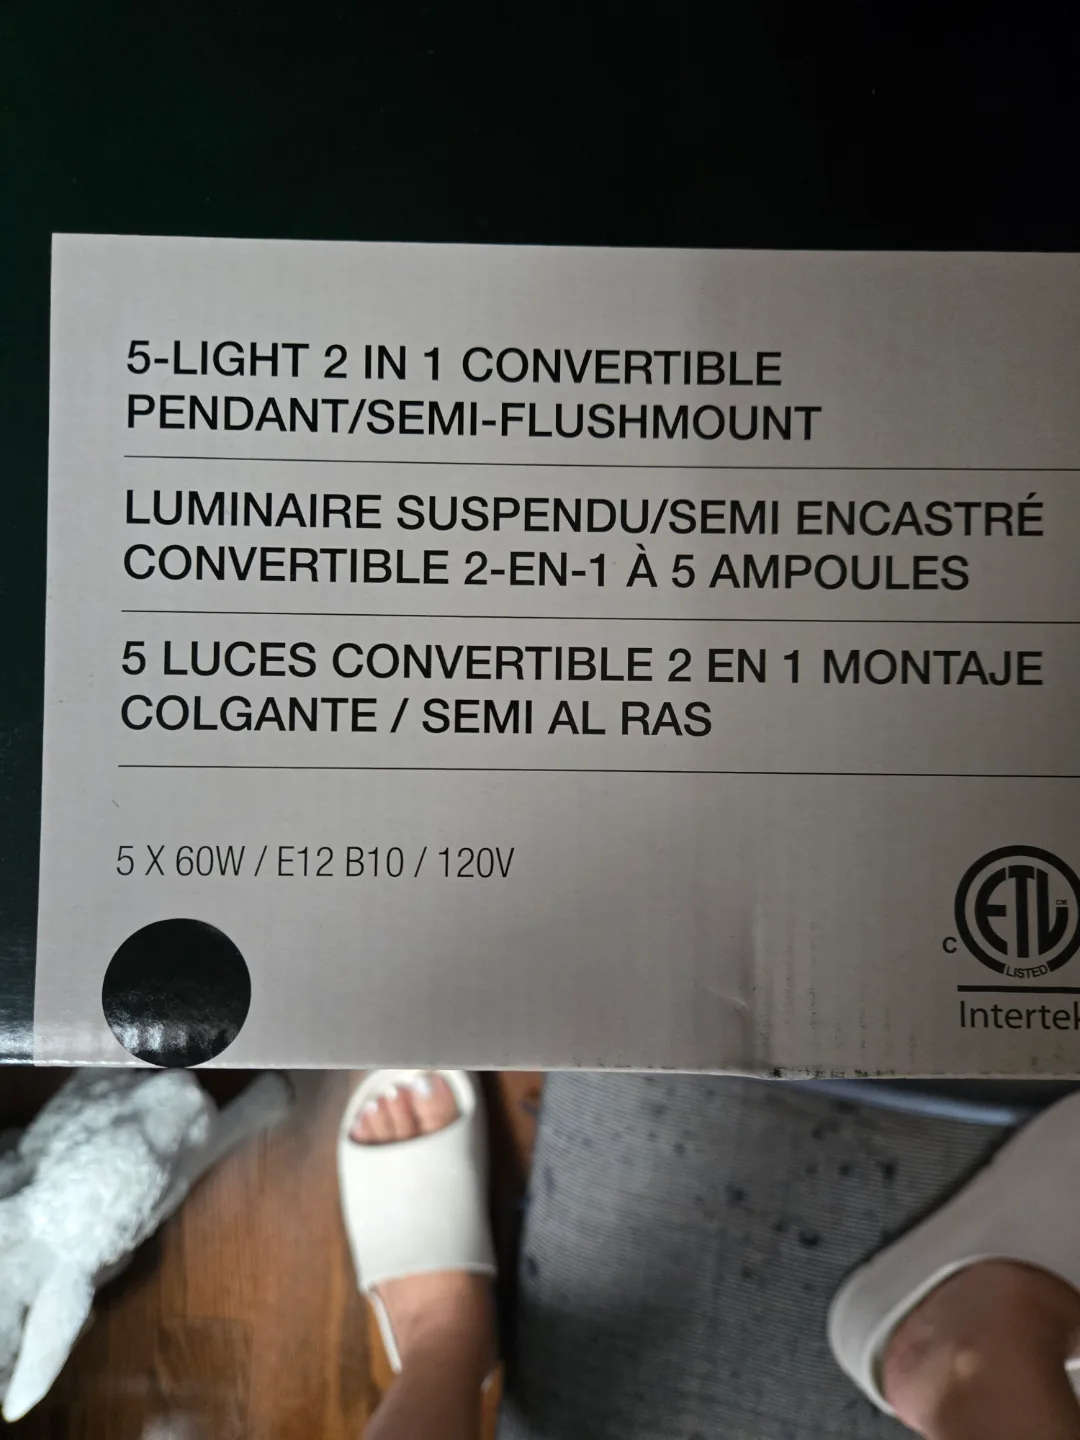 5-LIGHT 2 IN 1 CONVERTIBLE
PENDANT/SEMI-FLUSHMOUNT
LUMINAIRE SUSPENDU/SEMI ENCASTRÉ
CONVERTIBLE 2-EN-1 À 5 AMPOULES
5 LUCES CONVERTIBLE 2 EN 1 MONTAJE
COLGANTE / SEMI AL RAS
5 X 60W / E12 B10 / 120V
ETL
C
LISTED
Intertek